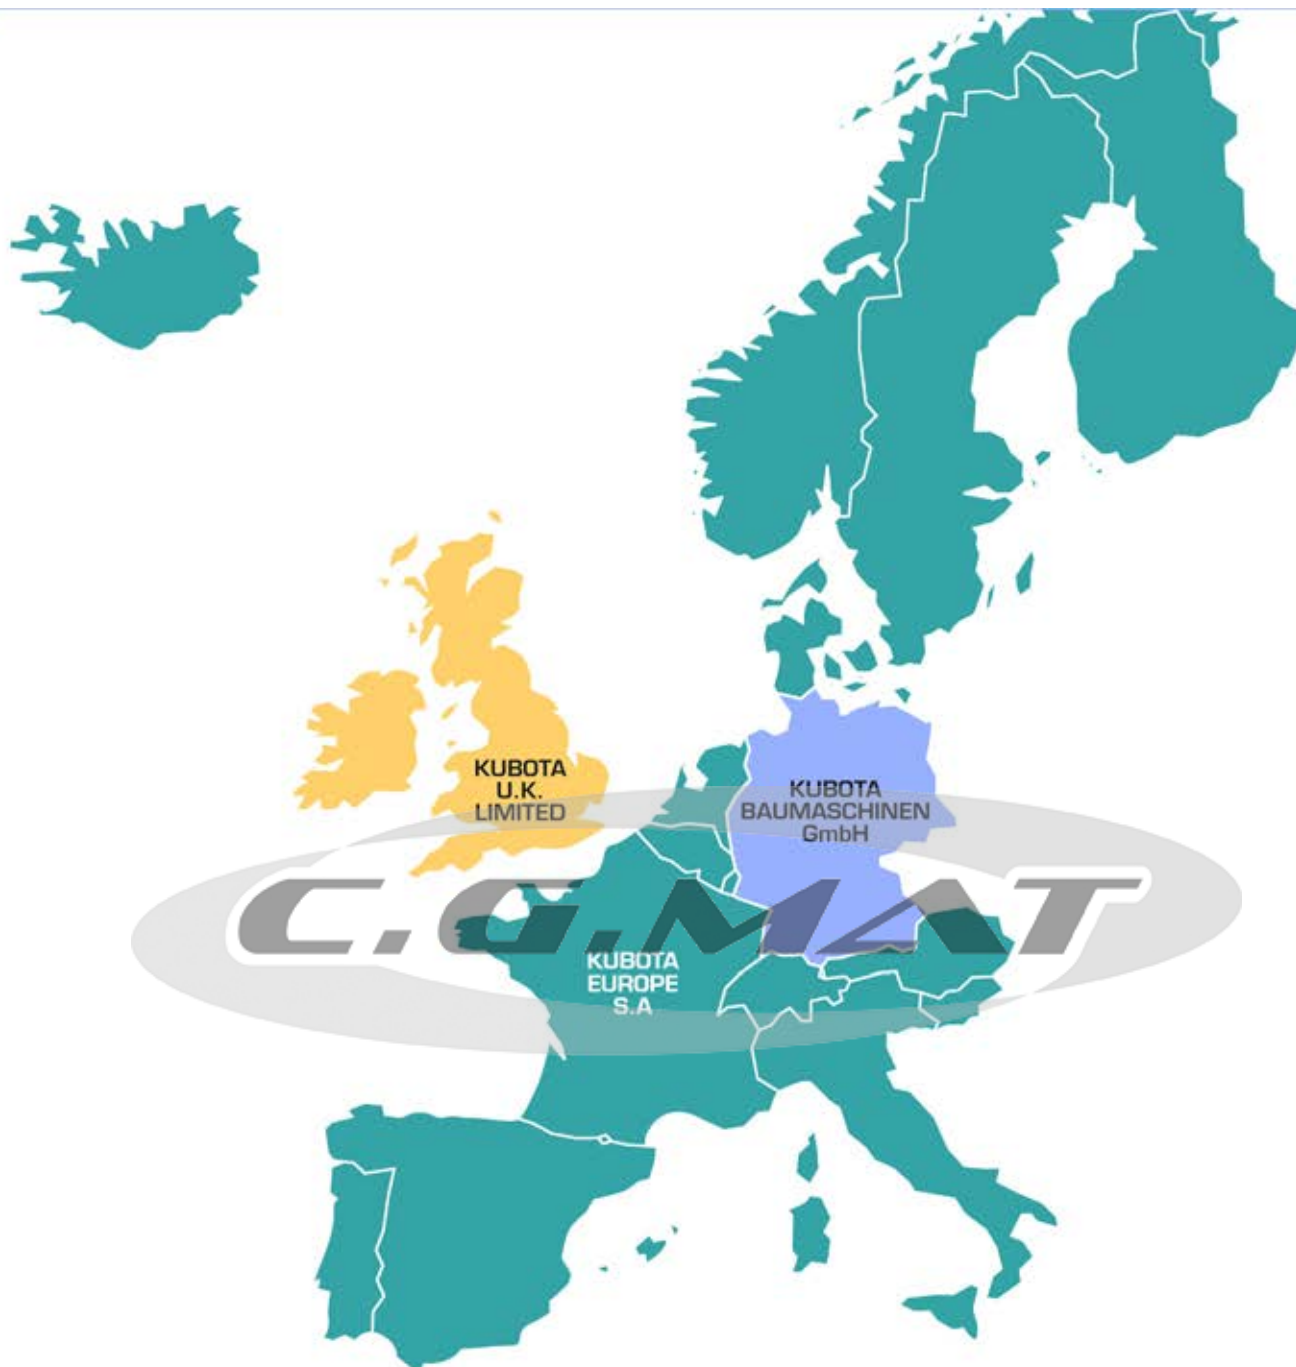 KUBOTA
U.K.
LIMITED
KUBOTA
BAUMASCHINEN
GmbH
C.G.MAT
KUBOTA
EUROPE
S.A